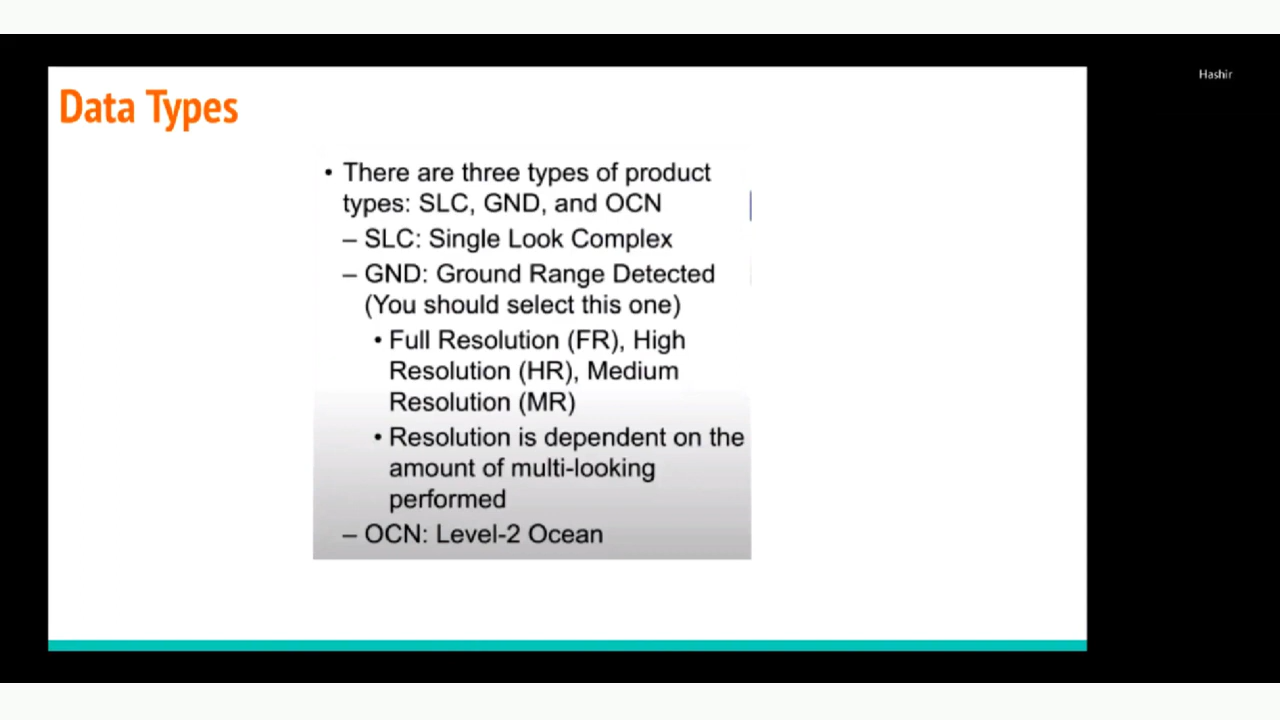 Hashir
Data Types
• There are three types of product
types: SLC, GND, and OCN
– SLC: Single Look Complex
– GND: Ground Range Detected
(You should select this one)
• Full Resolution (FR), High
Resolution (HR), Medium
Resolution (MR)
• Resolution is dependent on the
amount of multi-looking
performed
– OCN: Level-2 Ocean